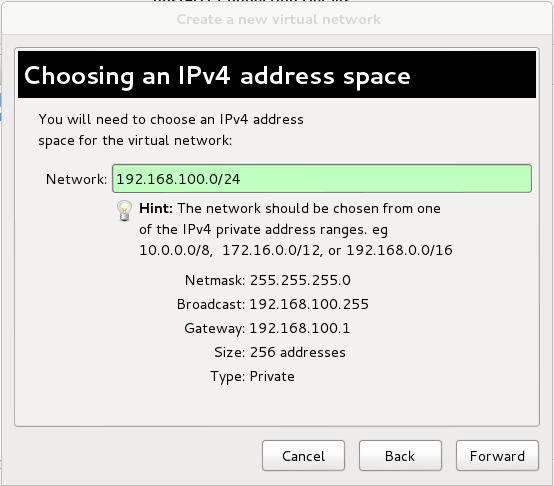 Create a new virtual network
Choosing an IPv4 address space
You will need to choose an IPv4 address
space for the virtual network:
Network: 192.168.100.0/24
Hint: The network should be chosen from one
of the IPv4 private address ranges. eg
10.0.0.0/8, 172.16.0.0/12, or 192.168.0.0/16
Netmask: 255.255.255.0
Broadcast: 192.168.100.255
Gateway: 192.168.100.1
Size: 256 addresses
Type: Private
Cancel Back Forward